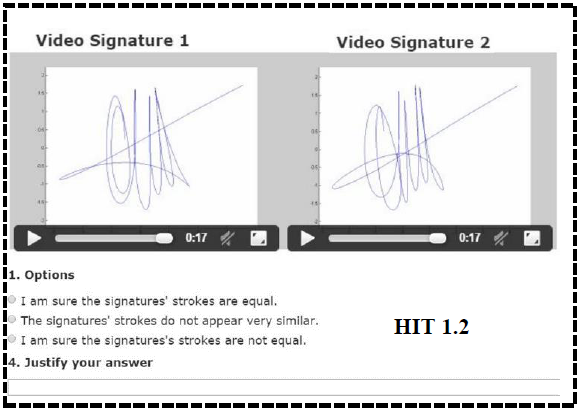 Video Signature 1
Video Signature 2
0:17
0:17
1. Options
I am sure the signatures' strokes are equal.
The signatures' strokes do not appear very similar.
I am sure the signatures's strokes are not equal.
HIT 1.2
4. Justify your answer